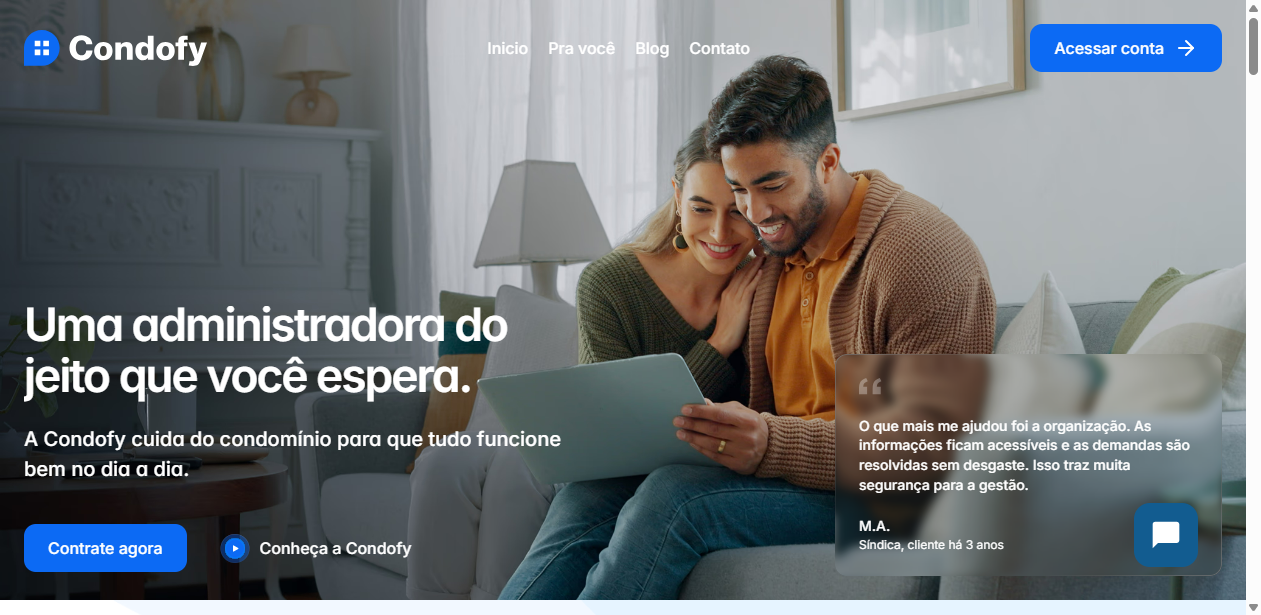 Condofy
Inicio
Pra você
Blog
Contato
Acessar conta
Uma administradora do
jeito que você espera.
A Condofy cuida do condomínio para que tudo funcione
bem no dia a dia.
Contrate agora
Conheça a Condofy
“
O que mais me ajudou foi a organização. As
informações ficam acessíveis e as demandas são
resolvidas sem desgaste. Isso traz muita
segurança para a gestão.
M.A.
Síndica, cliente há 3 anos